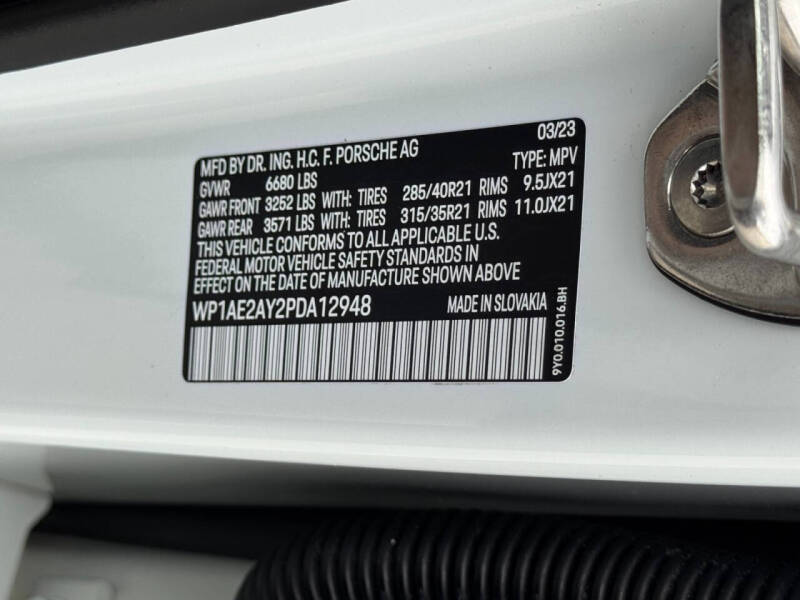 03/23
MFD BY DR. ING. H.C. F. PORSCHE AG
TYPE: MPV
GVWR 6680 LBS
GAWR FRONT 3252 LBS WITH: TIRES 285/40R21 RIMS 9.5JX21
GAWR REAR 3571 LBS WITH: TIRES 315/35R21 RIMS 11.0JX21
THIS VEHICLE CONFORMS TO ALL APPLICABLE U.S.
FEDERAL MOTOR VEHICLE SAFETY STANDARDS IN
EFFECT ON THE DATE OF MANUFACTURE SHOWN ABOVE
WP1AE2AY2PDA12948 MADE IN SLOVAKIA
9Y0.010.016.BH